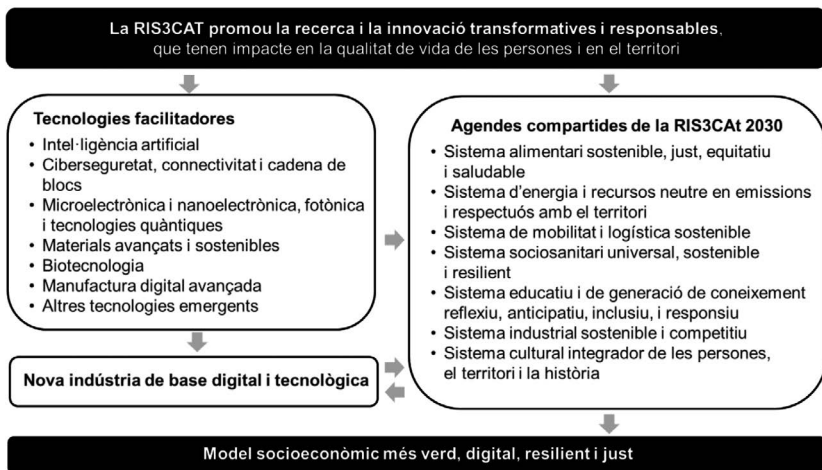 La RIS3CAT promou la recerca i la innovació transformatives i responsables,
que tenen impacte en la qualitat de vida de les persones i en el territori
Tecnologies facilitadores
• Intel·ligència artificial
• Ciberseguretat, connectivitat i cadena de
blocs
• Microelectrònica i nanoelectrònica, fotònica
i tecnologies quàntiques
• Materials avançats i sostenibles
• Biotecnologia
• Manufactura digital avançada
• Altres tecnologies emergents
Nova indústria de base digital i tecnològica
Agendes compartides de la RIS3CAt 2030
• Sistema alimentari sostenible, just, equitatiu
i saludable
• Sistema d'energia i recursos neutre en emissions
i respectuós amb el territori
• Sistema de mobilitat i logística sostenible
• Sistema sociosanitari universal, sostenible
i resilient
• Sistema educatiu i de generació de coneixement
reflexiu, anticipatiu, inclusiu, i responsiu
• Sistema industrial sostenible i competitiu
• Sistema cultural integrador de les persones,
el territori i la història
Model socioeconòmic més verd, digital, resilient i just